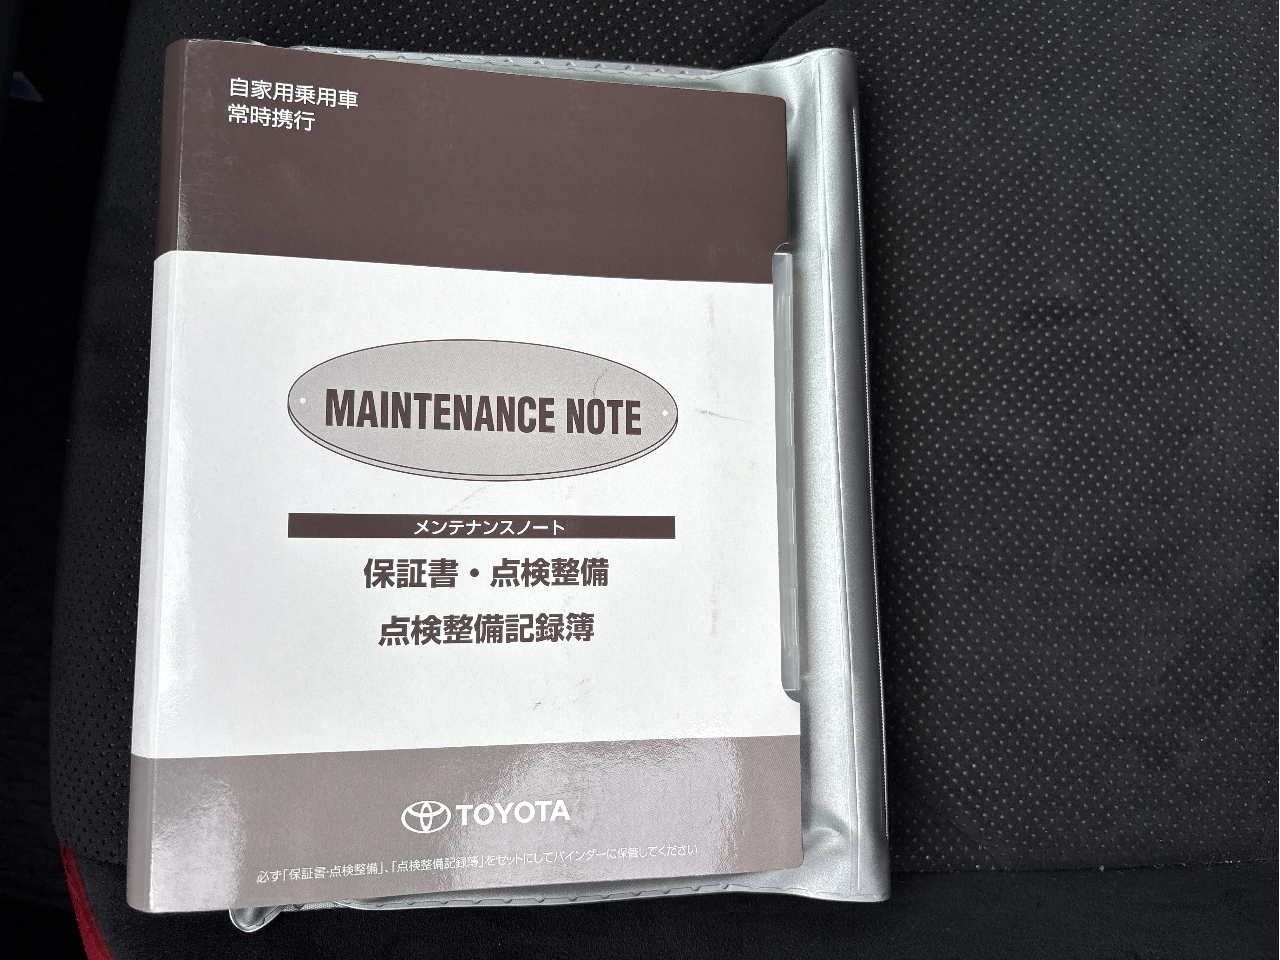 自家用乗用車
常時携行
MAINTENANCE NOTE
メンテナンスノート
保証書・点検整備
点検整備記録簿
TOYOTA
必ず「保証書・点検整備」、「点検整備記録簿」をセットにしてバインダーに保管してください